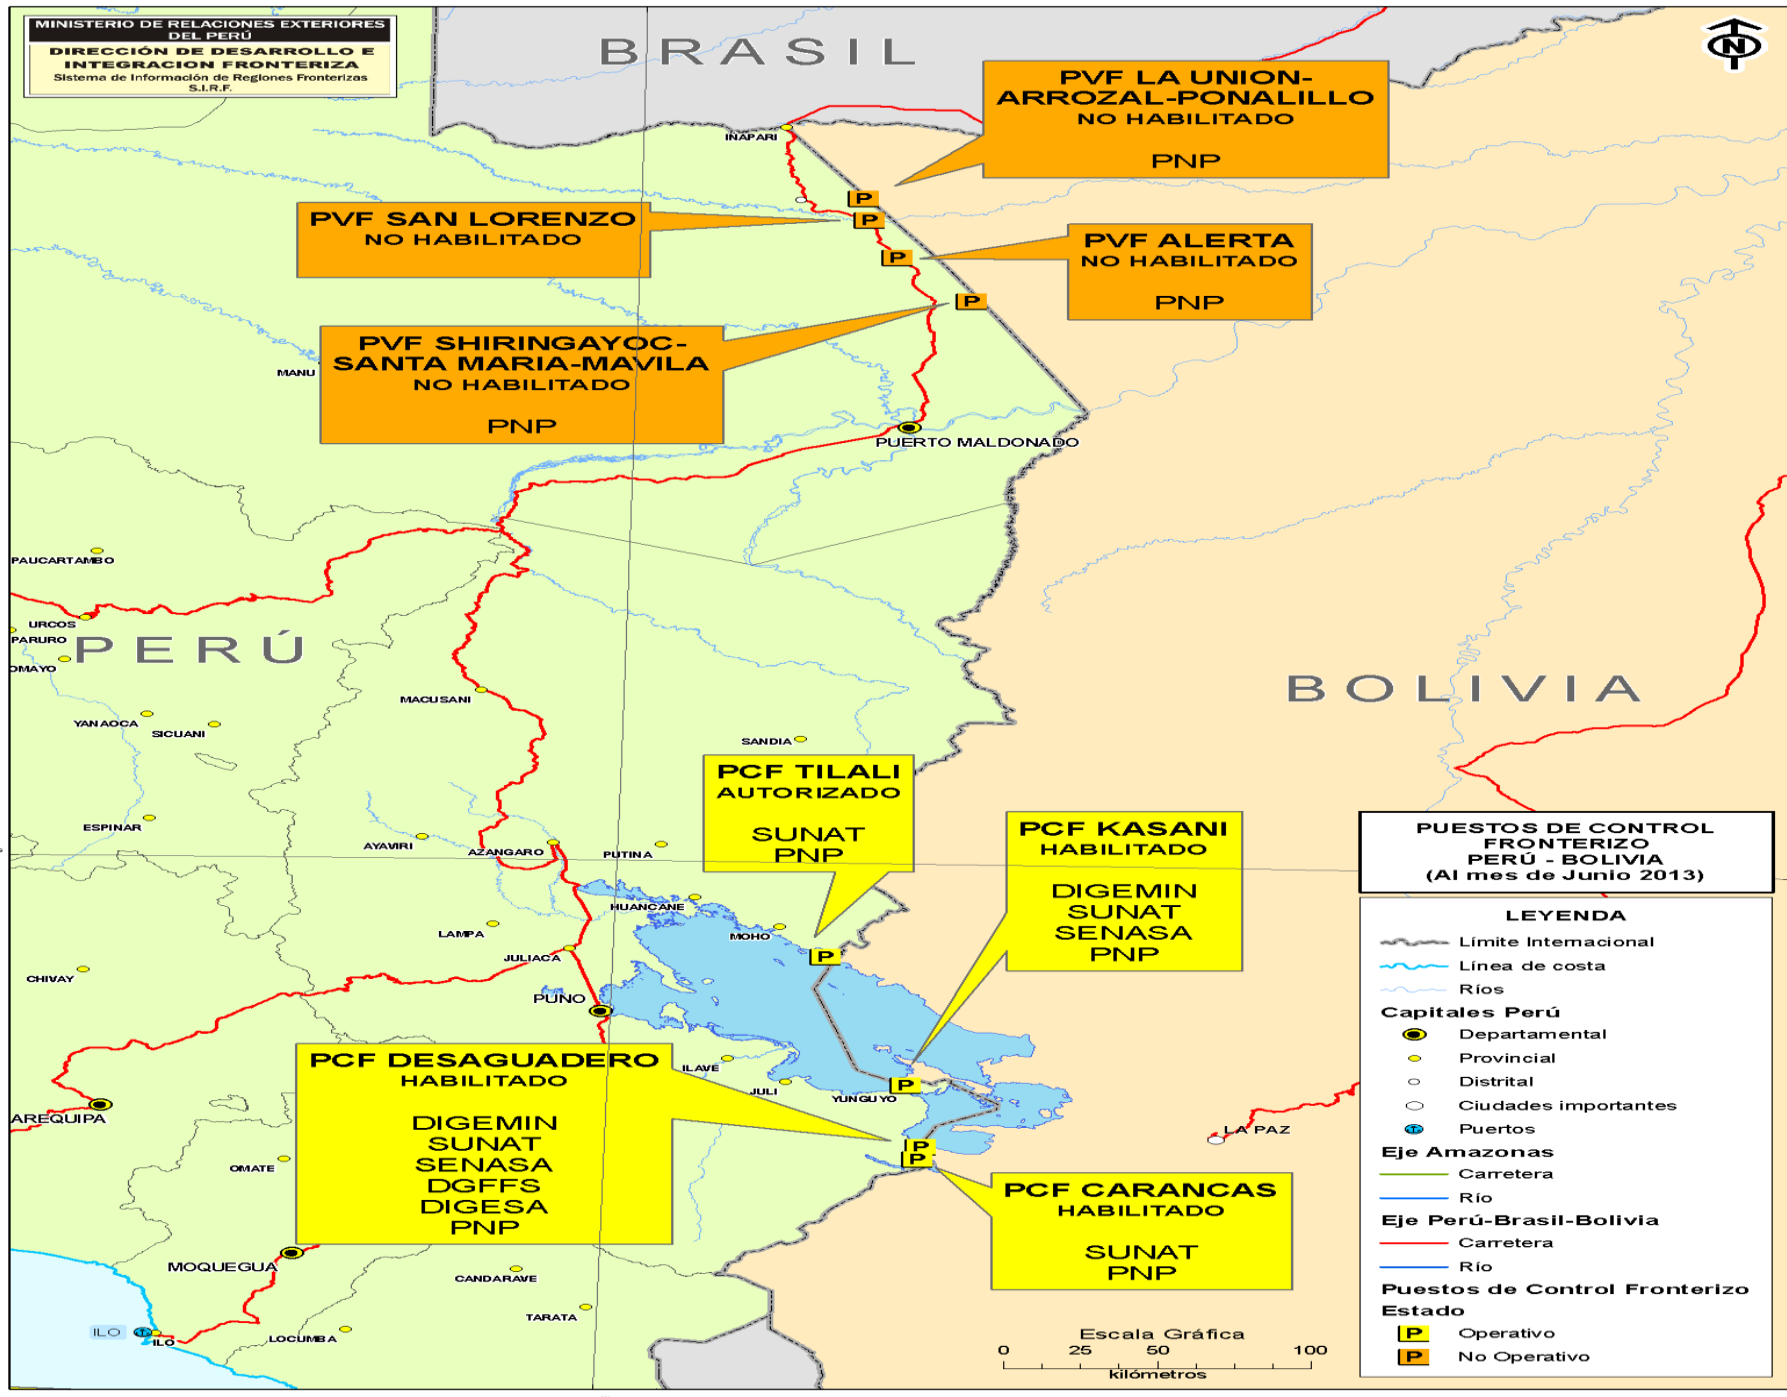 MINISTERIO DE RELACIONES EXTERIORES
DEL PERÚ
DIRECCIÓN DE DESARROLLO E
INTEGRACION FRONTERIZA
Sistema de Información de Regiones Fronterizas
S.I.R.F.
BRASIL
N
PVF LA UNION-
ARROZAL-PONALILLO
NO HABILITADO
PNP
IÑAPARI
P
PVF SAN LORENZO
NO HABILITADO
P
PVF ALERTA
NO HABILITADO
PNP
P
P
PVF SHIRINGAYOC-
SANTA MARIA-MAVILA
NO HABILITADO
PNP
MANU
PUERTO MALDONADO
PAUCARTAMBO
URCOS
PARURO
PERÚ
OMAYO
MACUSANI
BOLIVIA
YANAOCA
SICUANI
SANDIA
PCF TILALI
AUTORIZADO
SUNAT
PNP
PCF KASANI
HABILITADO
DIGEMIN
SUNAT
SENASA
PNP
ESPINAR
AYAVIRI
AZANGARO
PUTINA
HUANCANE
LAMPA
MOHO
JULIACA
P
CHIVAY
PUNO
PCF DESAGUADERO
HABILITADO
DIGEMIN
SUNAT
SENASA
DGFFS
DIGESA
PNP
ILAVE
JULI
YUNGUYO
P
AREQUIPA
LA PAZ
P
P
OMATE
PCF CARANCAS
HABILITADO
SUNAT
PNP
MOQUEGUA
CANDARAVE
TARATA
ILO
ILO
LOCUMBA
Escala Gráfica
0 25 50 100
kilómetros
PUESTOS DE CONTROL
FRONTERIZO
PERÚ - BOLIVIA
(Al mes de Junio 2013)
LEYENDA
Límite Internacional
Línea de costa
Ríos
Capitales Perú
Departamental
Provincial
Distrital
Ciudades importantes
Puertos
Eje Amazonas
Carretera
Río
Eje Perú-Brasil-Bolivia
Carretera
Río
Puestos de Control Fronterizo
Estado
P Operativo
P No Operativo